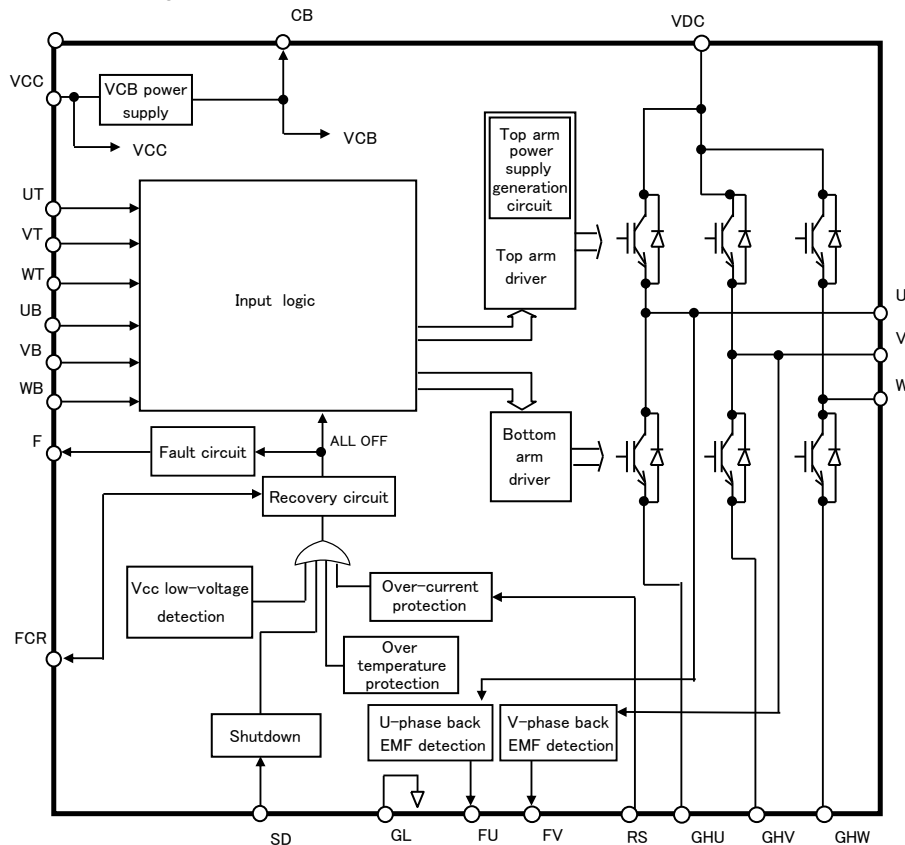 CB
VDC
VCC
VCB power
supply
VCC
VCB
Top arm
power
supply
generation
circuit
Top arm
driver
UT
VT
WT
UB
VB
WB
Input logic
U
V
W
F
Fault circuit
ALL OFF
Bottom
arm
driver
Recovery circuit
Vcc low-voltage
detection
Over-current
protection
FCR
Over
temperature
protection
Shutdown
U-phase back
EMF detection
V-phase back
EMF detection
SD
GL
FU
FV
RS
GHU
GHV
GHW